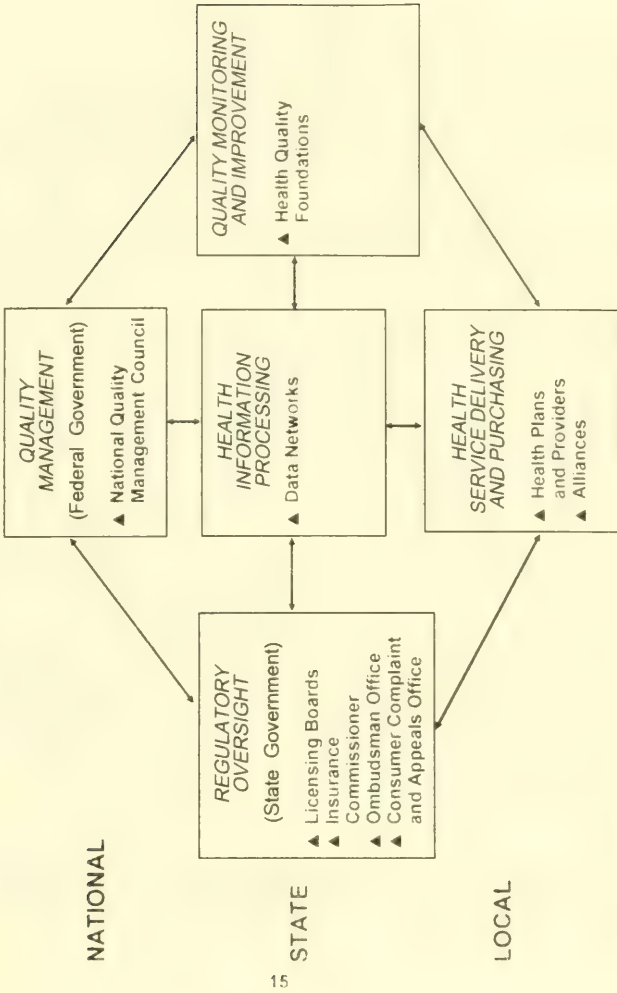 NATIONAL
QUALITY
MANAGEMENT
(Federal Government)
▲ National Quality
Management Council
STATE
REGULATORY
OVERSIGHT
(State Government)
▲ Licensing Boards
▲ Insurance
Commissioner
▲ Ombudsman Office
▲ Consumer Complaint
and Appeals Office
HEALTH
INFORMATION
PROCESSING
▲ Data Networks
QUALITY MONITORING
AND IMPROVEMENT
▲ Health Quality
Foundations
LOCAL
HEALTH
SERVICE DELIVERY
AND PURCHASING
▲ Health Plans
and Providers
▲ Alliances
15